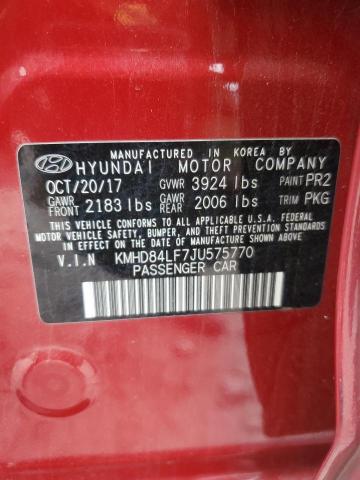 MANUFACTURED IN KOREA BY
HYUNDAI MOTOR COMPANY
OCT/20/17 GVWR 3924 lbs PAINT PR2
GAWR FRONT 2183 lbs GAWR REAR 2006 lbs TRIM PKG
THIS VEHICLE CONFORMS TO ALL APPLICABLE U.S.A. FEDERAL
MOTOR VEHICLE SAFETY, BUMPER, AND THEFT PREVENTION
STANDARDS IN EFFECT ON THE DATE OF MANUFACTURE SHOWN ABOVE.
V.I.N KMHD84LF7JU575770
PASSENGER CAR